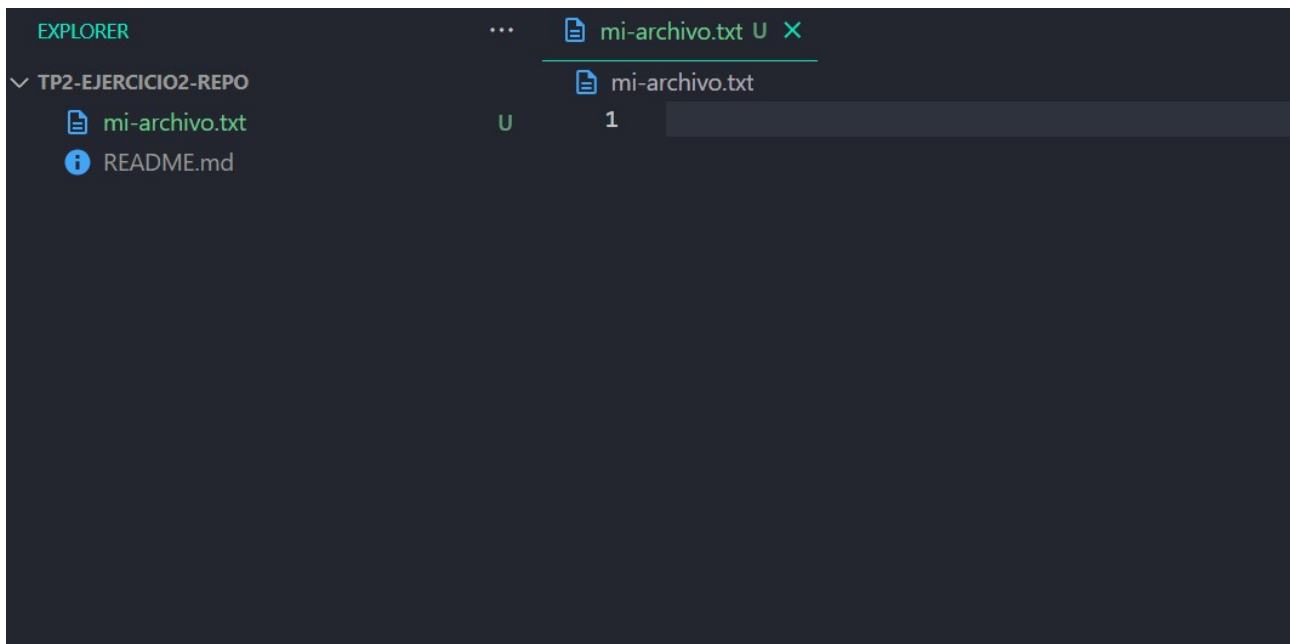 EXPLORER
···
TP2-EJERCICIO2-REPO
mi-archivo.txt U
README.md
mi-archivo.txt U
mi-archivo.txt
1